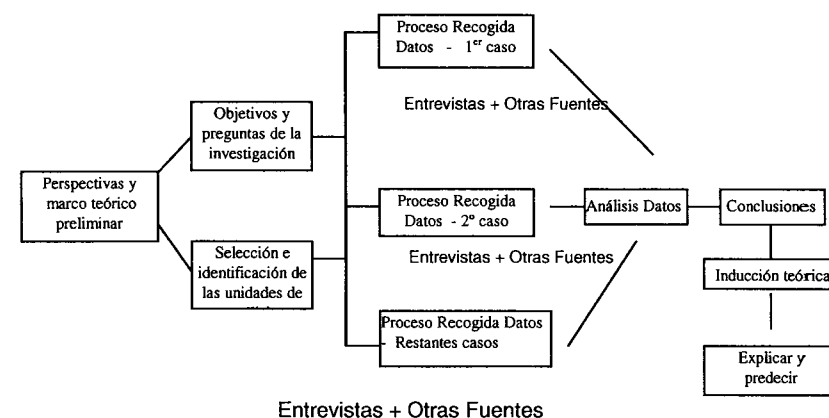 Proceso Recogida
Datos - 1er caso
Entrevistas + Otras Fuentes
Objetivos y
preguntas de la
investigación
Perspectivas y
marco teórico
preliminar
Selección e
identificación de
las unidades de
Proceso Recogida
Datos - 2º caso
Entrevistas + Otras Fuentes
Proceso Recogida Datos
- Restantes casos
Entrevistas + Otras Fuentes
Análisis Datos
Conclusiones
Inducción teórica
Explicar y
predecir